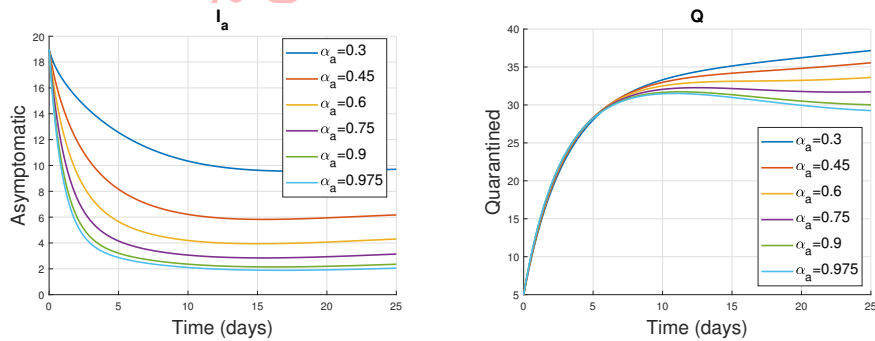 I_a
20
18
16
14
12
10
8
6
4
2
0
Asymptomatic
0 5 10 15 20 25
Time (days)
α_a=0.3
α_a=0.45
α_a=0.6
α_a=0.75
α_a=0.9
α_a=0.975
Q
40
35
30
25
20
15
10
5
Quarantined
0 5 10 15 20 25
Time (days)
α_a=0.3
α_a=0.45
α_a=0.6
α_a=0.75
α_a=0.9
α_a=0.975